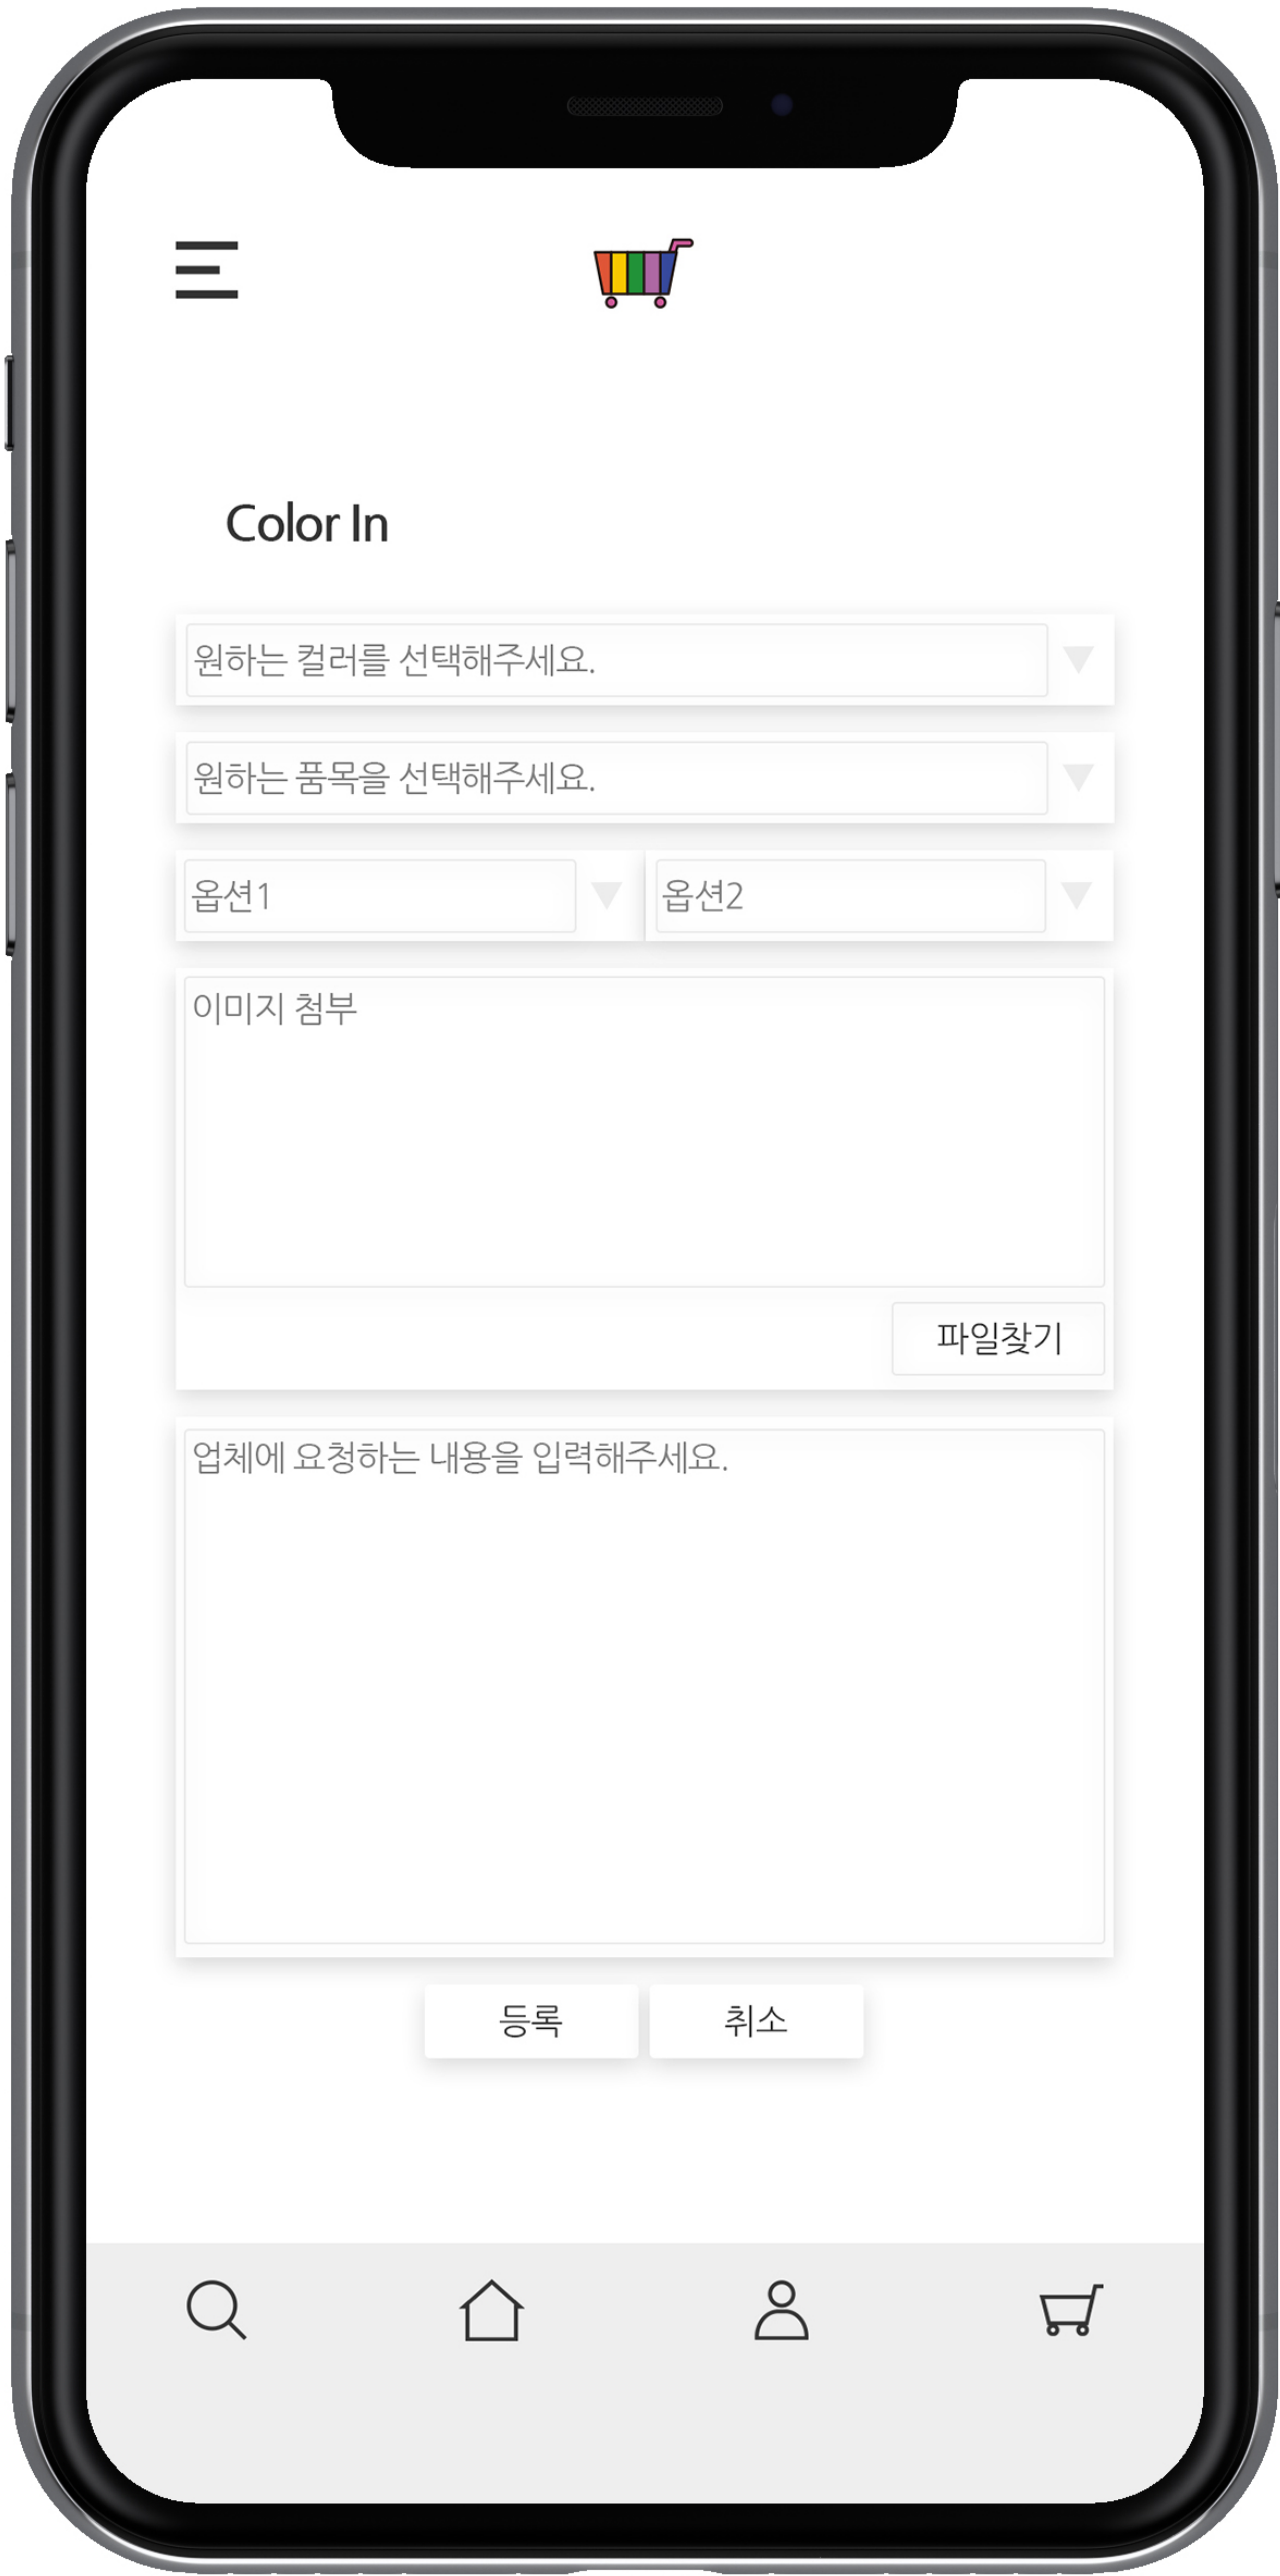 Color In
원하는 컬러를 선택해주세요.
원하는 품목을 선택해주세요.
옵션1 옵션2
이미지 첨부
파일찾기
업체에 요청하는 내용을 입력해주세요.
등록 취소